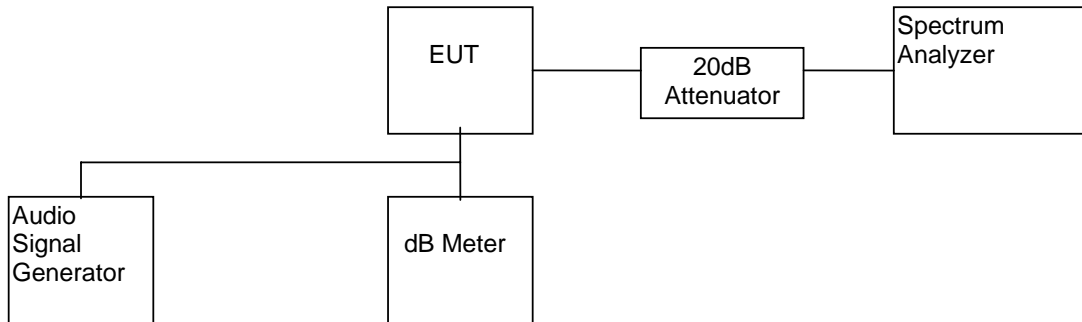 EUT
20dB
Attenuator
Spectrum
Analyzer
Audio
Signal
Generator
dB Meter